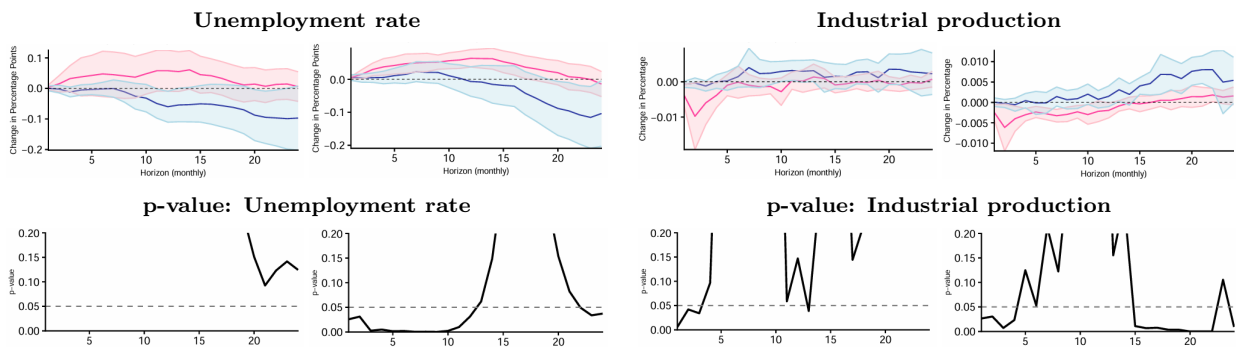 Unemployment rate
Industrial production
Change in Percentage Points
0.1
0.0
−0.1
−0.2
5 10 15 20
Horizon (monthly)
Change in Percentage Points
0.0
−0.1
−0.2
5 10 15 20
Horizon (monthly)
Change in Percentage
0.00
−0.01
5 10 15 20
Horizon (monthly)
Change in Percentage
0.010
0.005
0.000
−0.005
−0.010
5 10 15 20
Horizon (monthly)
p-value: Unemployment rate
p-value: Industrial production
p-value
0.20
0.15
0.10
0.05
0.00
5 10 15 20
p-value
0.20
0.15
0.10
0.05
0.00
5 10 15 20
p-value
0.20
0.15
0.10
0.05
0.00
5 10 15 20
p-value
0.20
0.15
0.10
0.05
0.00
5 10 15 20